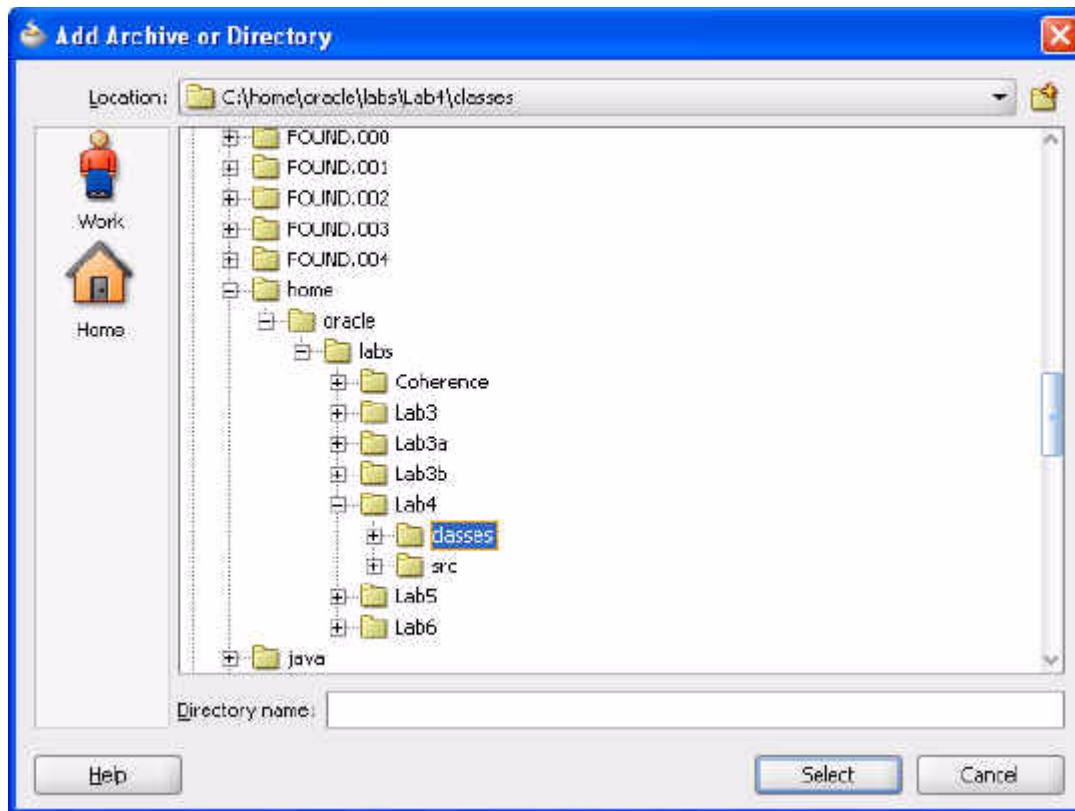 Add Archive or Directory
Location: C:\home\oracle\labs\Lab4\classes
Work
Home
FOUND.000
FOUND.001
FOUND.002
FOUND.003
FOUND.004
home
oracle
labs
Coherence
Lab3
Lab3a
Lab3b
Lab4
classes
src
Lab5
Lab6
java
Directory name:
Help
Select
Cancel